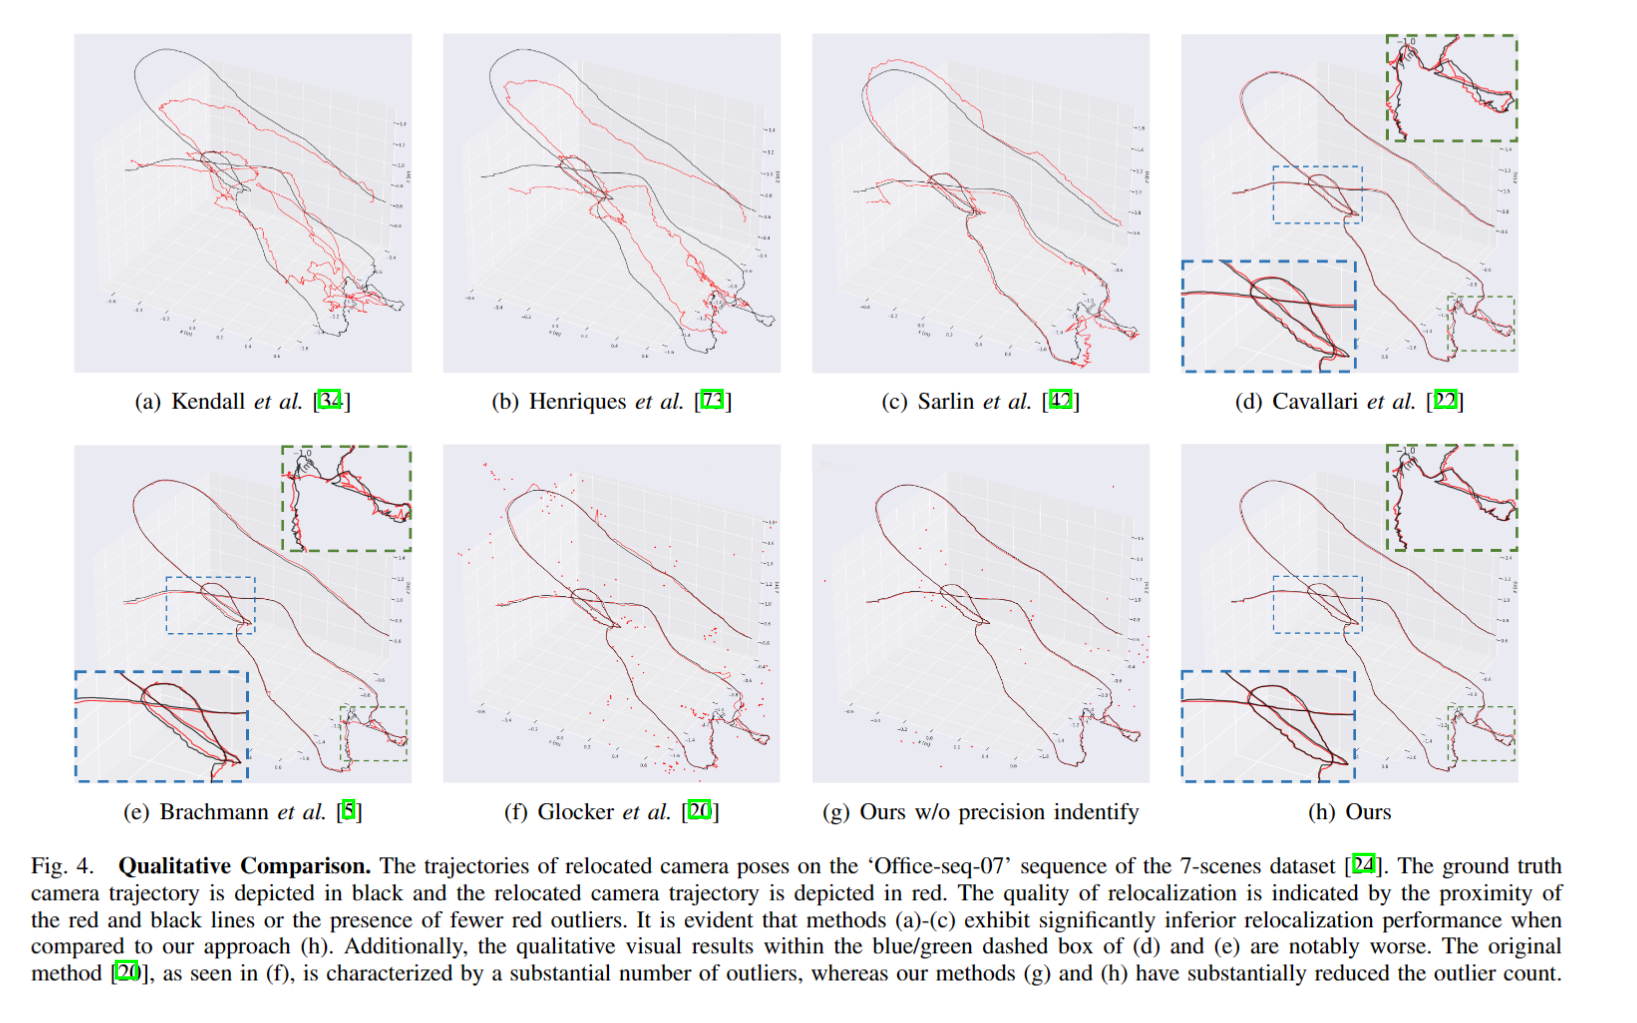 (a) Kendall et al. [34]
(b) Henriques et al. [73]
(c) Sarlin et al. [42]
(d) Cavallari et al. [22]
(e) Brachmann et al. [5]
(f) Glocker et al. [20]
(g) Ours w/o precision indentify
(h) Ours
Fig. 4. Qualitative Comparison. The trajectories of relocated camera poses on the ‘Office-seq-07’ sequence of the 7-scenes dataset [24]. The ground truth
camera trajectory is depicted in black and the relocated camera trajectory is depicted in red. The quality of relocalization is indicated by the proximity of
the red and black lines or the presence of fewer red outliers. It is evident that methods (a)-(c) exhibit significantly inferior relocalization performance when
compared to our approach (h). Additionally, the qualitative visual results within the blue/green dashed box of (d) and (e) are notably worse. The original
method [20], as seen in (f), is characterized by a substantial number of outliers, whereas our methods (g) and (h) have substantially reduced the outlier count.